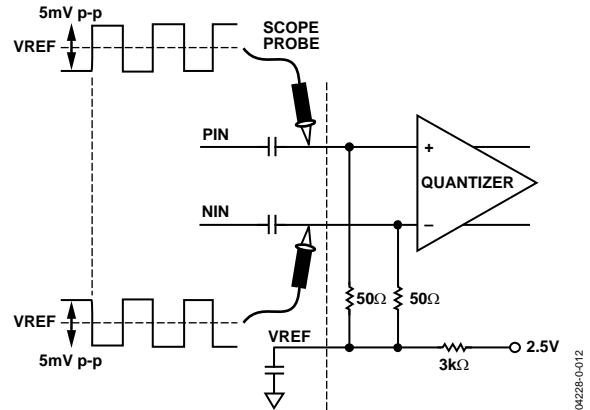 5mV p-p
VREF
SCOPE
PROBE
PIN
+
QUANTIZER
NIN
−
50Ω
50Ω
VREF
VREF
5mV p-p
3kΩ
2.5V
04228-0-012